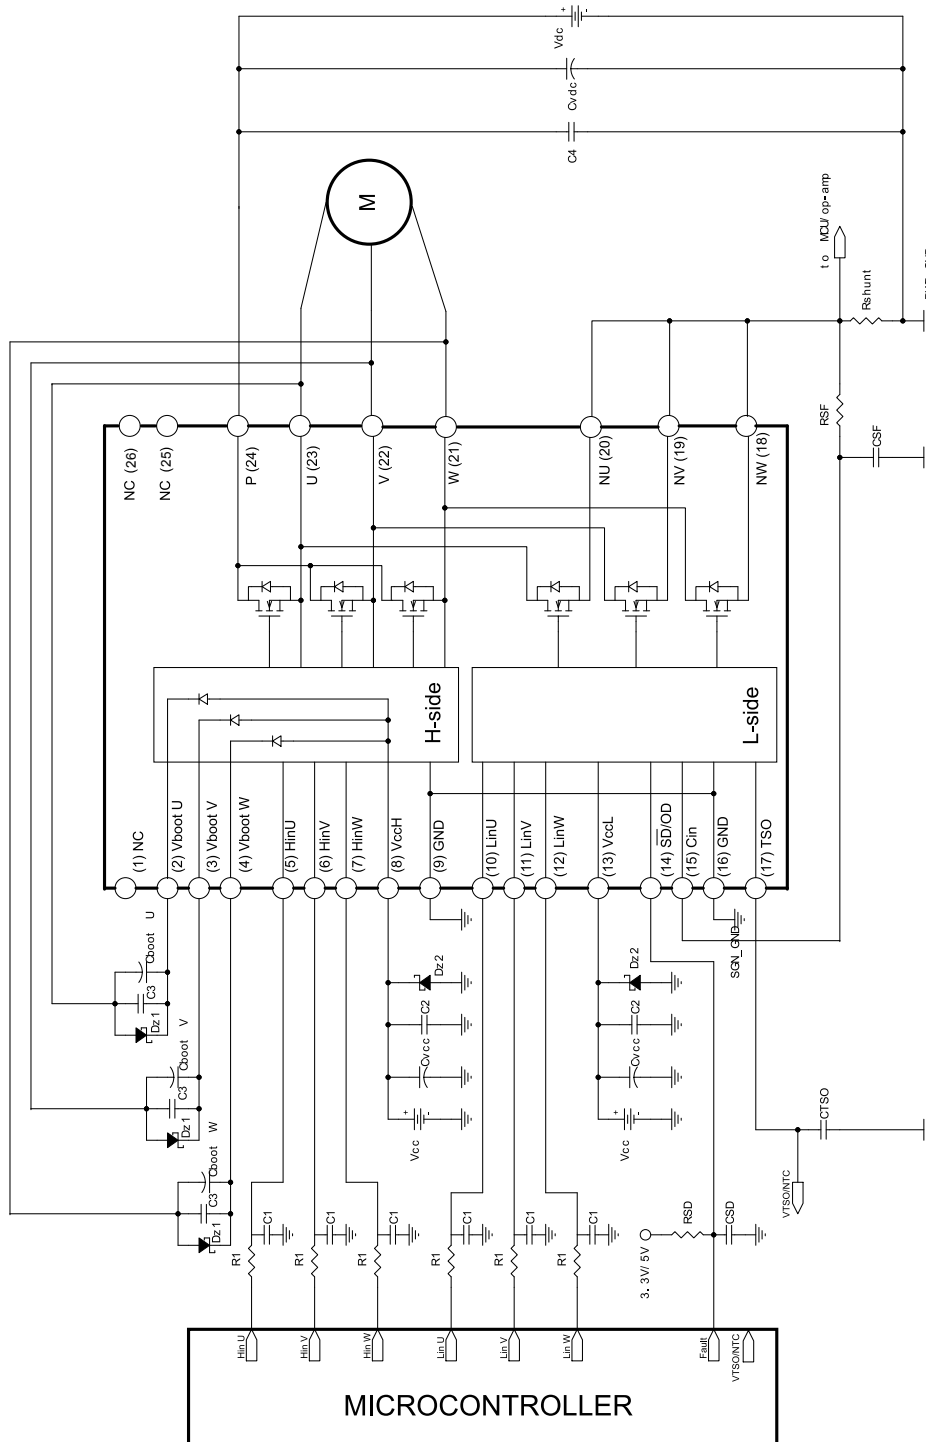 Vdc
+
-
Cvdc
C4
M
to MCU/op-amp
Rshunt
RSF
CSF
NC (26)
NC (25)
P (24)
U (23)
V (22)
W (21)
NU (20)
NV (19)
NW (18)
H-side
L-side
(1) NC
(2) Vboot U
(3) Vboot V
(4) Vboot W
(5) HinU
(6) HinV
(7) HinW
(8) VccH
(9) GND
(10) LinU
(11) LinV
(12) LinW
(13) VccL
(14) SD/OD
(15) Cin
(16) GND
(17) TSO
SGN_GND
Cboot U
C3
Dz1
Cboot V
C3
Dz1
Cboot W
C3
Dz1
Dz2
C2
Cvcc
+
-
Vcc
Dz2
C2
Cvcc
+
-
Vcc
CTSO
VTSO/NTC
R1
C1
R1
C1
R1
C1
R1
C1
R1
C1
R1
C1
3.3V/5V
RSD
CSD
Hin U
Hin V
Hin W
Lin U
Lin V
Lin W
Fault
VTSO/NTC
MICROCONTROLLER